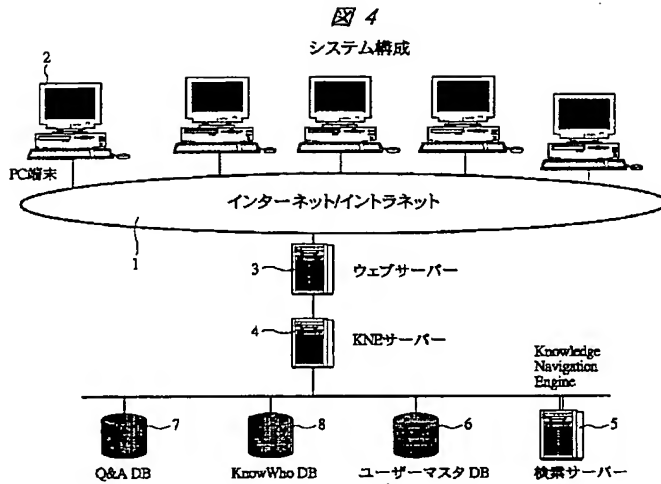 図 4
システム構成
2
PC端末
インターネット/イントラネット
1
3
ウェブサーバー
4
KNEサーバー
Knowledge
Navigation
Engine
7
8
6
5
Q&A DB
KnowWho DB
ユーザーマスタ DB
検索サーバー